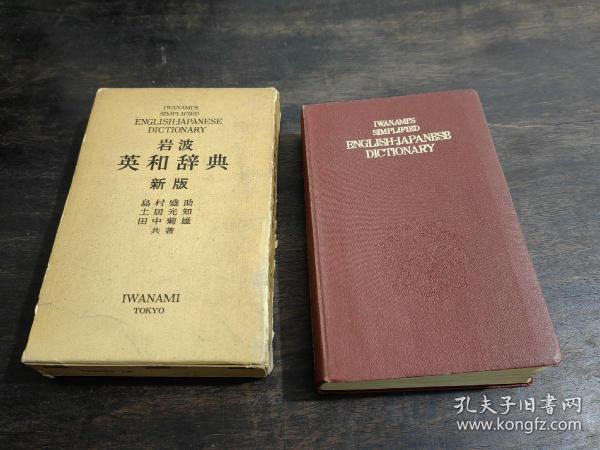 IWANAMI'S
SIMPLIFIED
ENGLISH-JAPANESE
DICTIONARY
岩波
英和辞典
新版
島村盛助
土居光知
田中菊雄
共著
IWANAMI
TOKYO
IWANAMI'S
SIMPLIFIED
ENGLISH-JAPANESE
DICTIONARY
孔夫子旧书网
www.kongfz.com